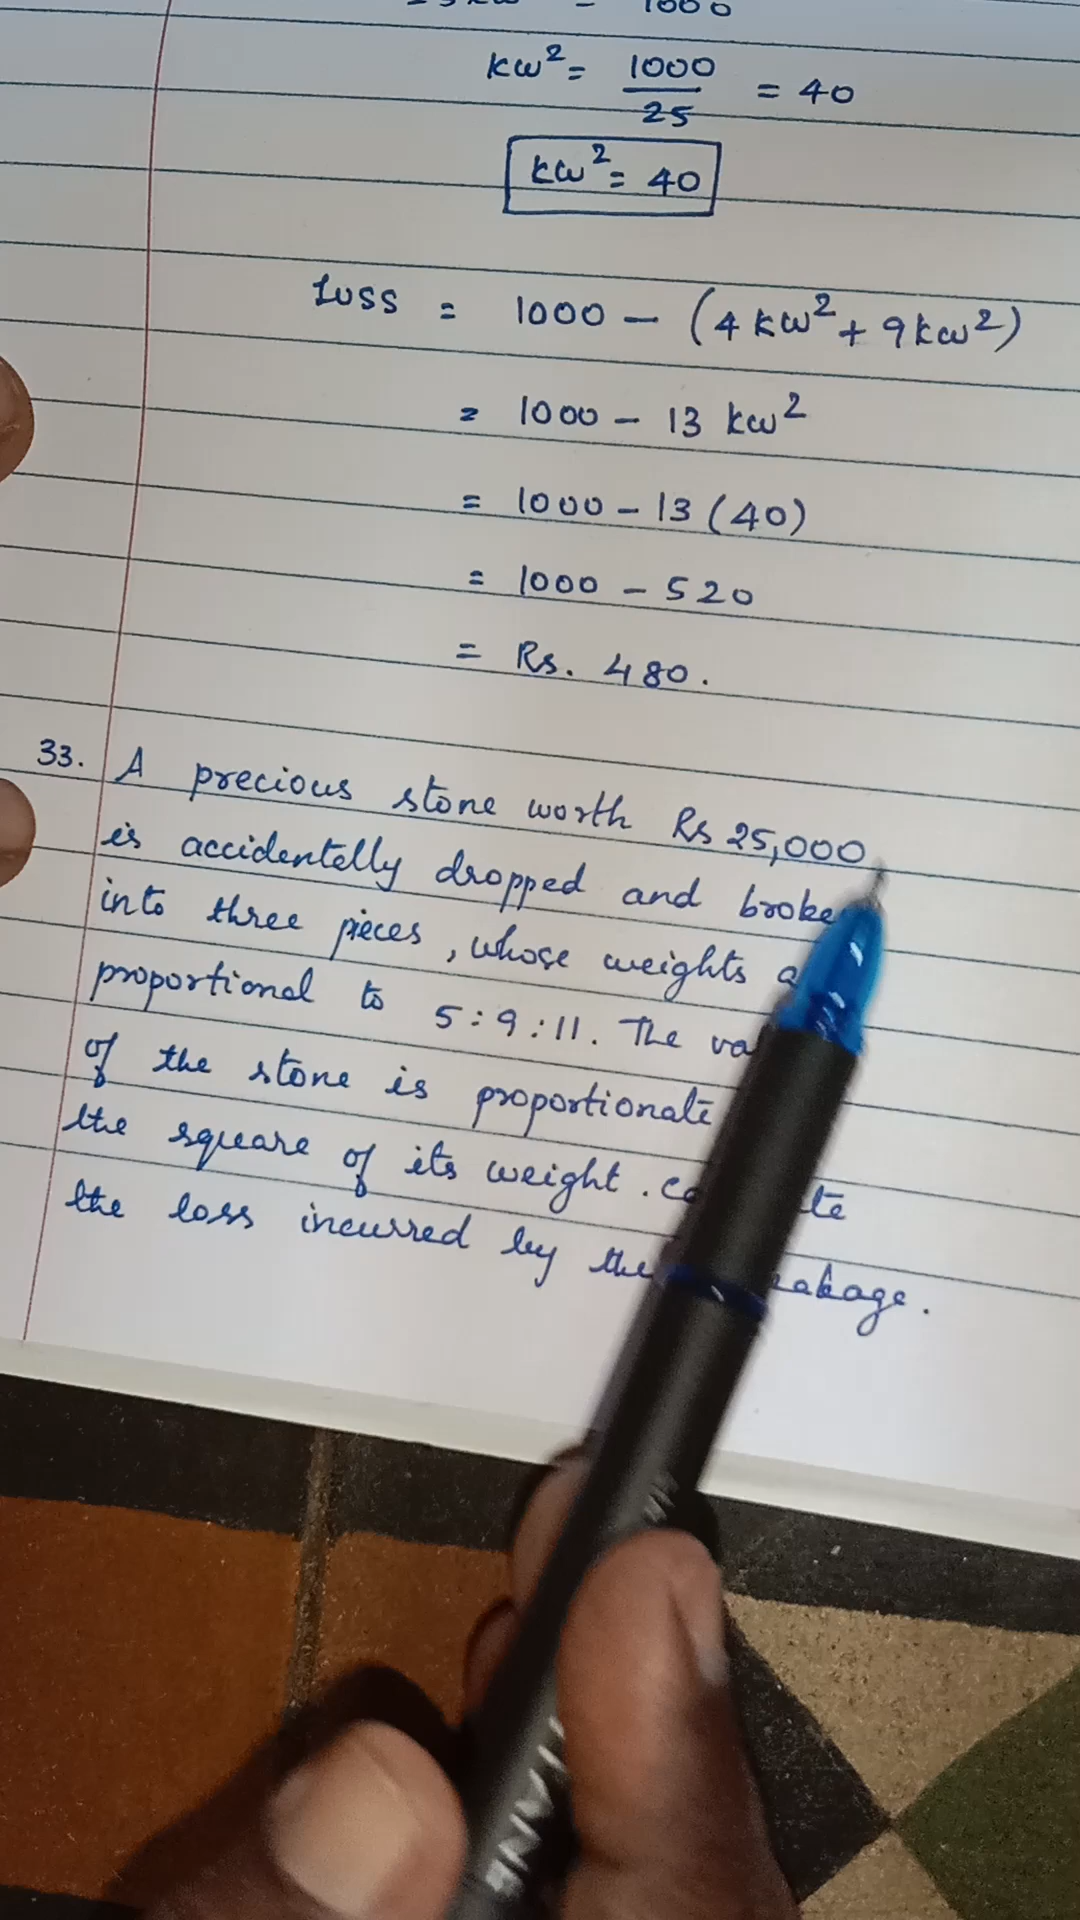 1000
kω² = 1000/25 = 40
kω² = 40
Loss = 1000 - (4kω² + 9kω²)
= 1000 - 13 kω²
= 1000 - 13 (40)
= 1000 - 520
= Rs. 480.
33. A precious stone worth Rs 25,000
is accidentelly dropped and broke
into three pieces, whose weights
proportional to 5:9:11. The
of the stone is proportionate
the square of its weight.
the loss incurred by the